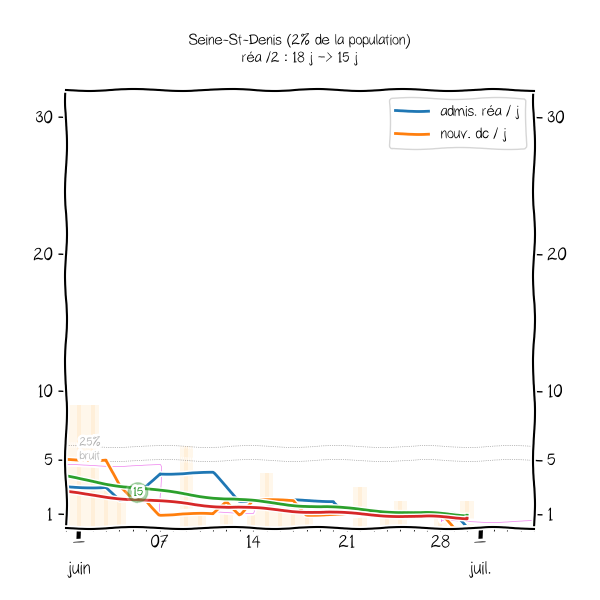 Seine-St-Denis (2% de la population)
réa /2 : 18 j -> 15 j
admis. réa / j
nouv. dc / j
30 30
20 20
10 10
25%
bruit
5 5
15
1 1
07 14 21 28
juin juil.